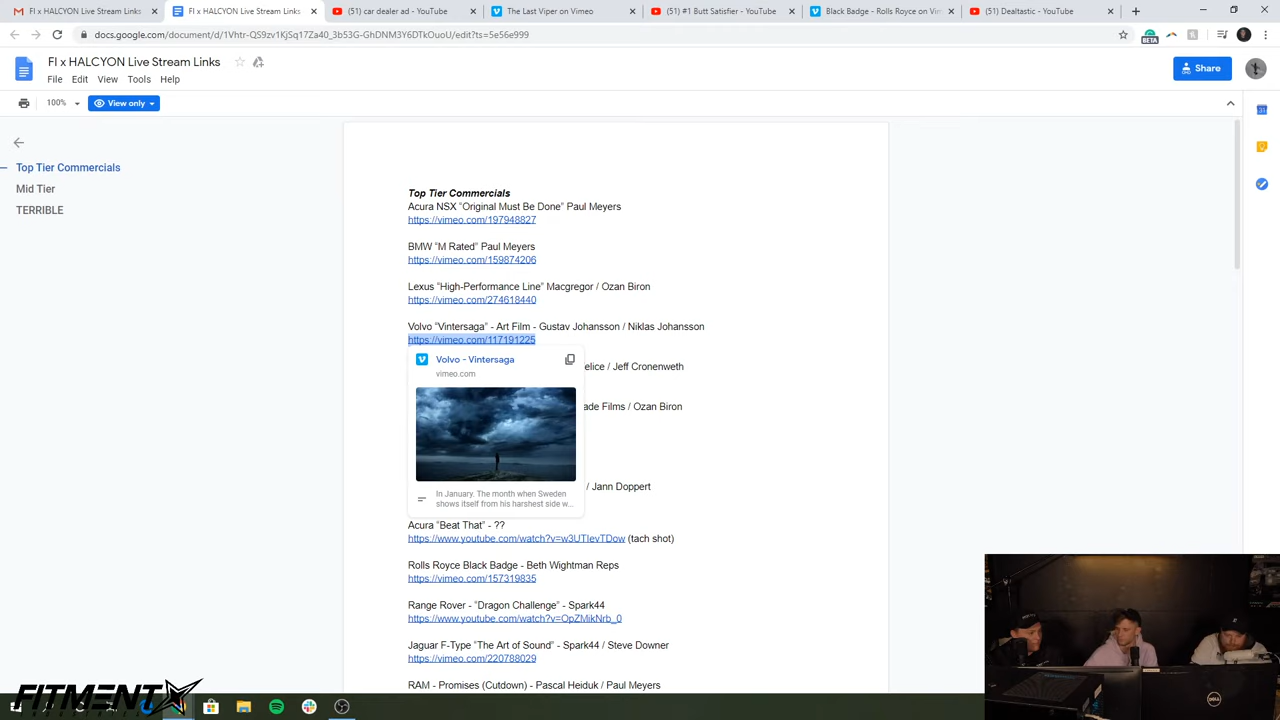 FI x HALCYON Live Stream Links
FI x HALCYON Live Stream Links
(51) car dealer ad - YouTube
The Last Viper on Vimeo
(51) #1 Butt Satisfier - YouTube
Black Badge - Rolls Royce on Vim
(51) Dealtastic - YouTube
docs.google.com/document/d/1Vhtr-QS9zv1KjSq17Za40_3b53G-GhDNM3Y6DTkOuoU/edit?ts=5e56e999
BETA
FI x HALCYON Live Stream Links
File Edit View Tools Help
Share
100% View only
31
Top Tier Commercials
Mid Tier
TERRIBLE
Top Tier Commercials
Acura NSX "Original Must Be Done" Paul Meyers
https://vimeo.com/197948827
BMW "M Rated" Paul Meyers
https://vimeo.com/159874206
Lexus "High-Performance Line" Macgregor / Ozan Biron
https://vimeo.com/274618440
Volvo "Vintersaga" - Art Film - Gustav Johansson / Niklas Johansson
https://vimeo.com/117191225
Volvo - Vintersaga
vimeo.com
elice / Jeff Cronenweth
ade Films / Ozan Biron
/ Jann Doppert
In January. The month when Sweden
shows itself from his harshest side w...
Acura "Beat That" - ??
https://www.youtube.com/watch?v=w3UTIevTDow (tach shot)
Rolls Royce Black Badge - Beth Wightman Reps
https://vimeo.com/157319835
Range Rover - "Dragon Challenge" - Spark44
https://www.youtube.com/watch?v=OpZMikNrb_0
Jaguar F-Type "The Art of Sound" - Spark44 / Steve Downer
https://vimeo.com/220788029
RAM - Promises (Cutdown) - Pascal Heiduk / Paul Meyers
FITMENT
DELL